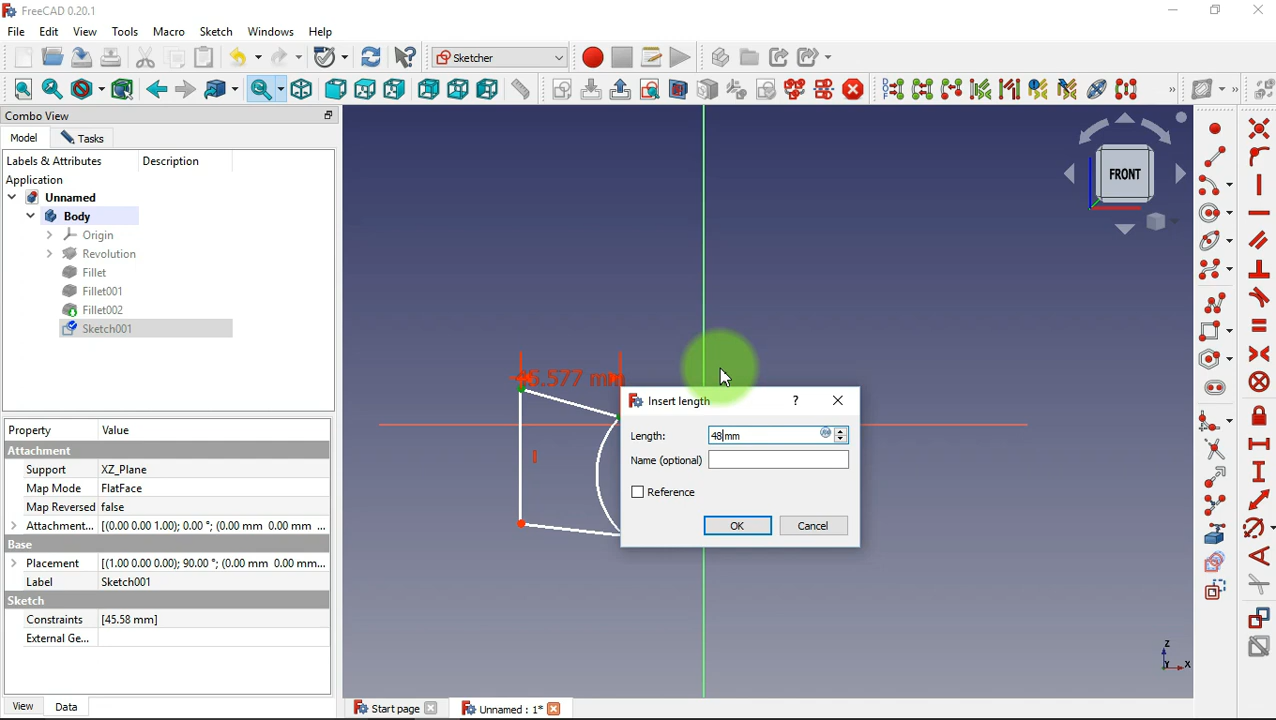 FreeCAD 0.20.1
File Edit View Tools Macro Sketch Windows Help
Sketcher
Combo View
Model Tasks
Labels & Attributes Description
Application
Unnamed
Body
Origin
Revolution
Fillet
Fillet001
Fillet002
Sketch001
FRONT
Insert length ?
Length: 48mm
Name (optional)
Reference
OK Cancel
Property Value
Attachment
Support XZ_Plane
Map Mode FlatFace
Map Reversed false
Attachment... [(0.00 0.00 1.00); 0.00 °; (0.00 mm 0.00 mm ...
Base
Placement [(1.00 0.00 0.00); 90.00 °; (0.00 mm 0.00 mm...
Label Sketch001
Sketch
Constraints [45.58 mm]
External Ge...
Z
Y X
View Data
Start page Unnamed : 1*